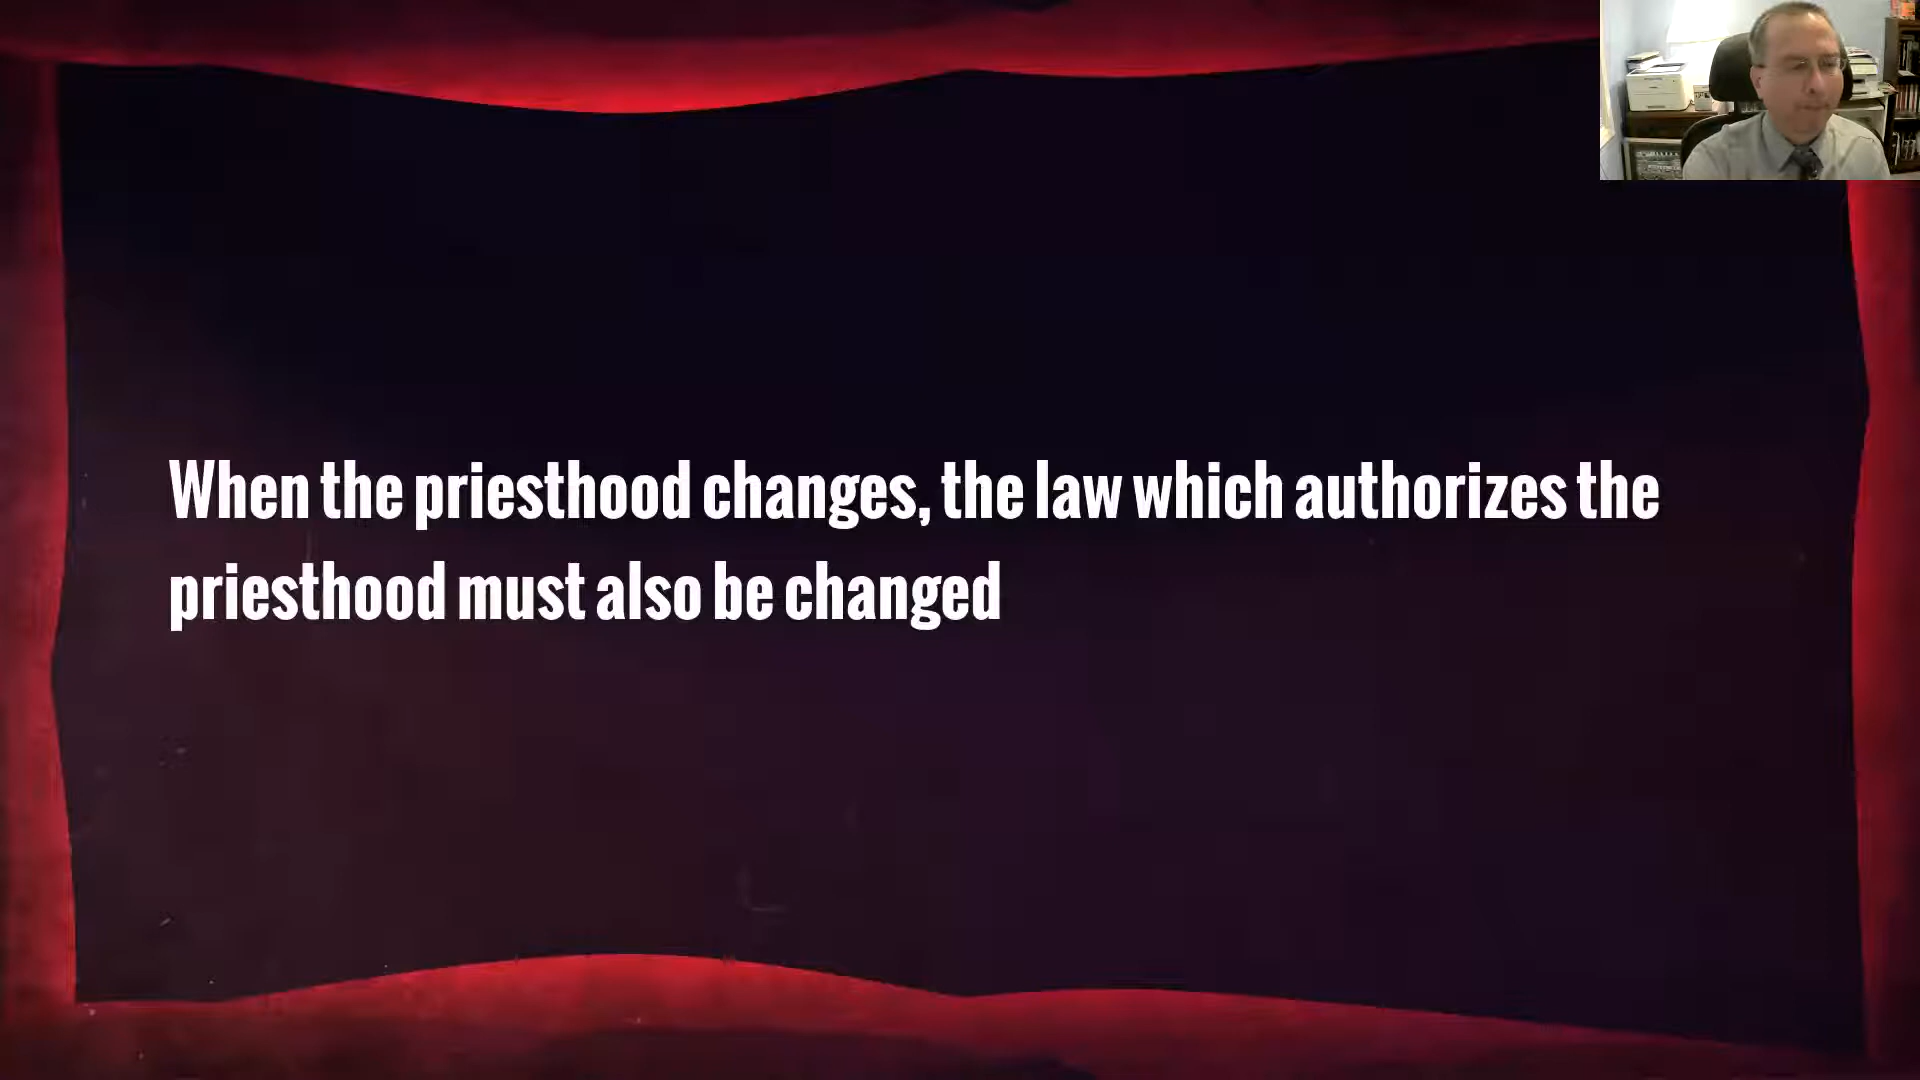 When the priesthood changes, the law which authorizes the
priesthood must also be changed